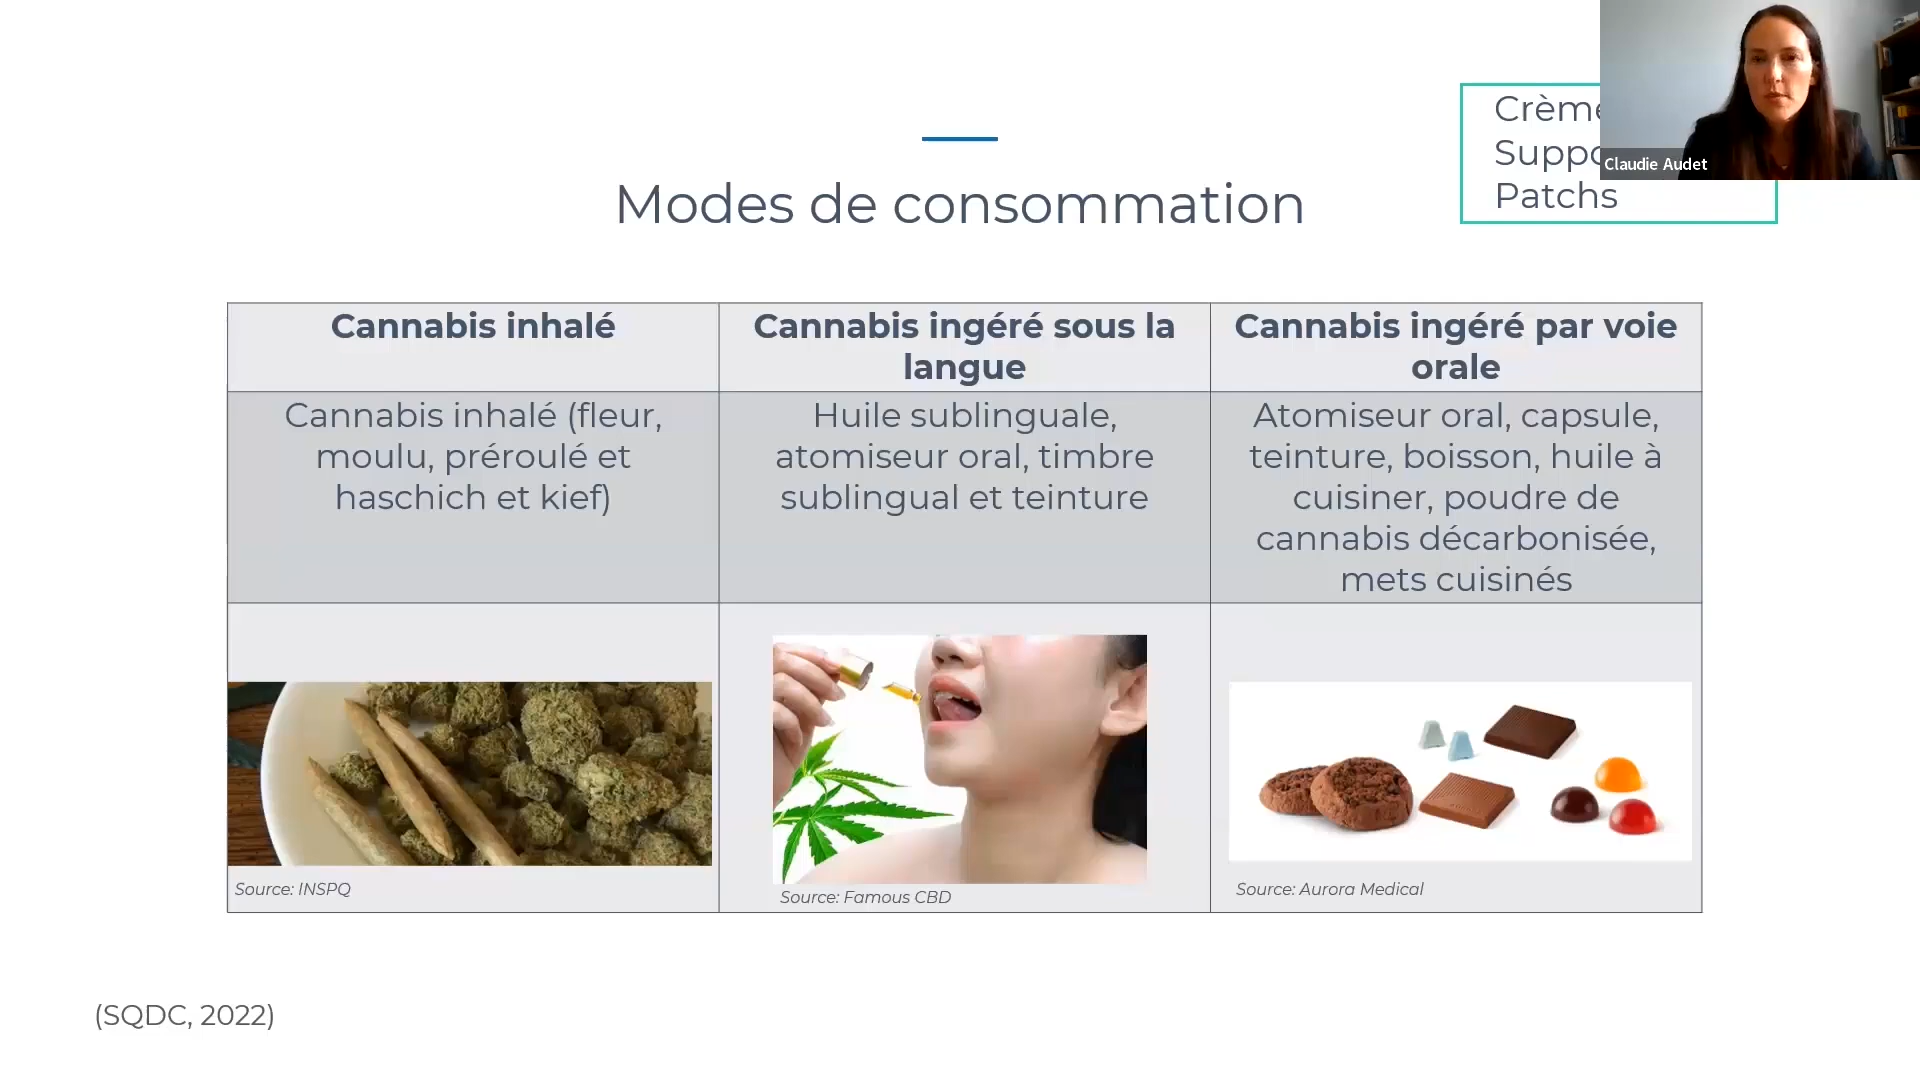 Crème
Suppo
Patchs
Claudie Audet
Modes de consommation
Cannabis inhalé
Cannabis ingéré sous la
langue
Cannabis ingéré par voie
orale
Cannabis inhalé (fleur,
moulu, préroulé et
haschich et kief)
Huile sublinguale,
atomiseur oral, timbre
sublingual et teinture
Atomiseur oral, capsule,
teinture, boisson, huile à
cuisiner, poudre de
cannabis décarbonisée,
mets cuisinés
Source: INSPQ
Source: Famous CBD
Source: Aurora Medical
(SQDC, 2022)